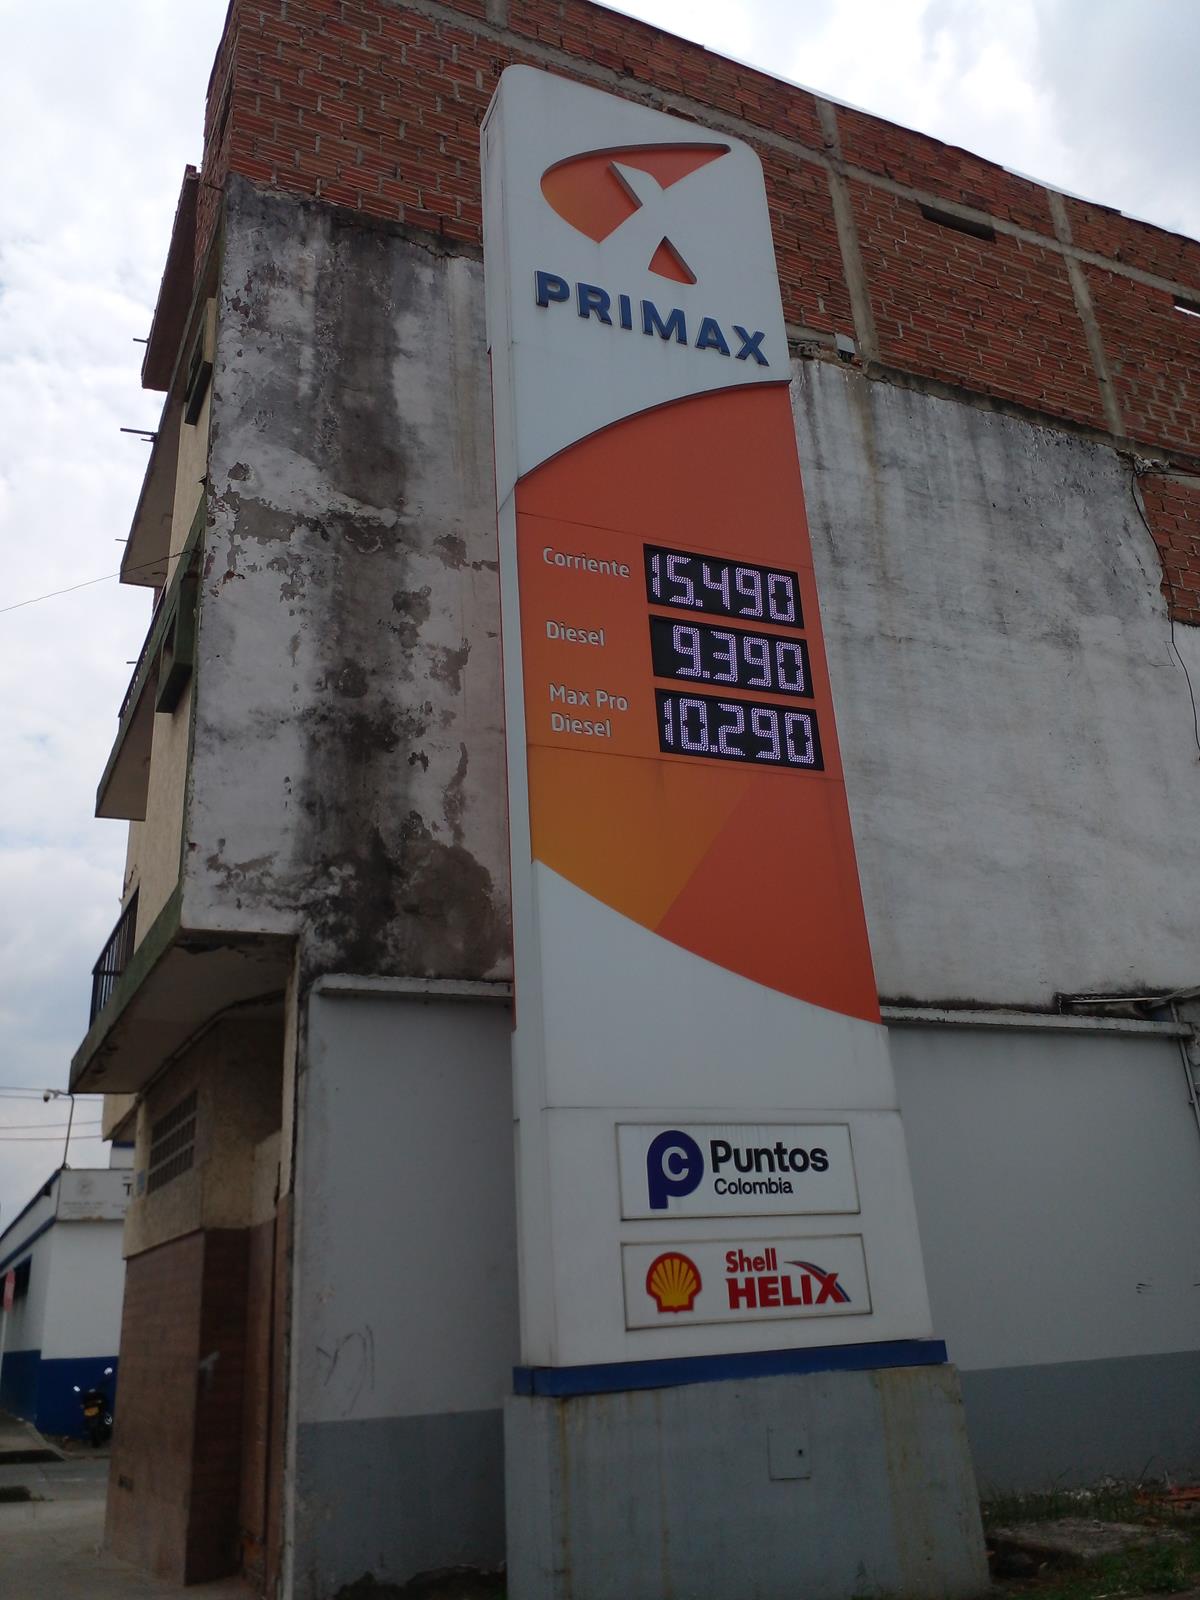 PRIMAX
Corriente 15.490
Diesel 9.390
Max Pro
Diesel 10.290
Puntos
Colombia
Shell
HELIX